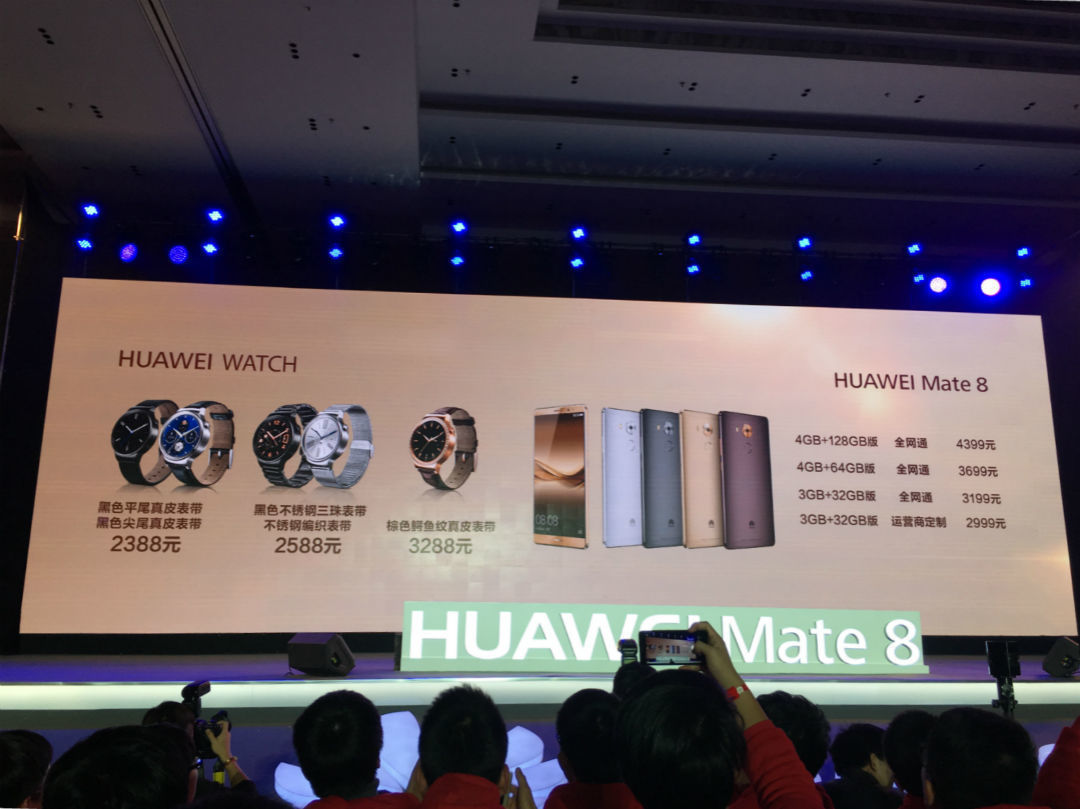 HUAWEI WATCH
黑色平尾真皮表带
黑色尖尾真皮表带
2388元
黑色不锈钢三珠表带
不锈钢编织表带
2588元
棕色鳄鱼纹真皮表带
3288元
08:08
HUAWEI Mate 8
4GB+128GB版 全网通 4399元
4GB+64GB版 全网通 3699元
3GB+32GB版 全网通 3199元
3GB+32GB版 运营商定制 2999元
HUAWEI Mate 8